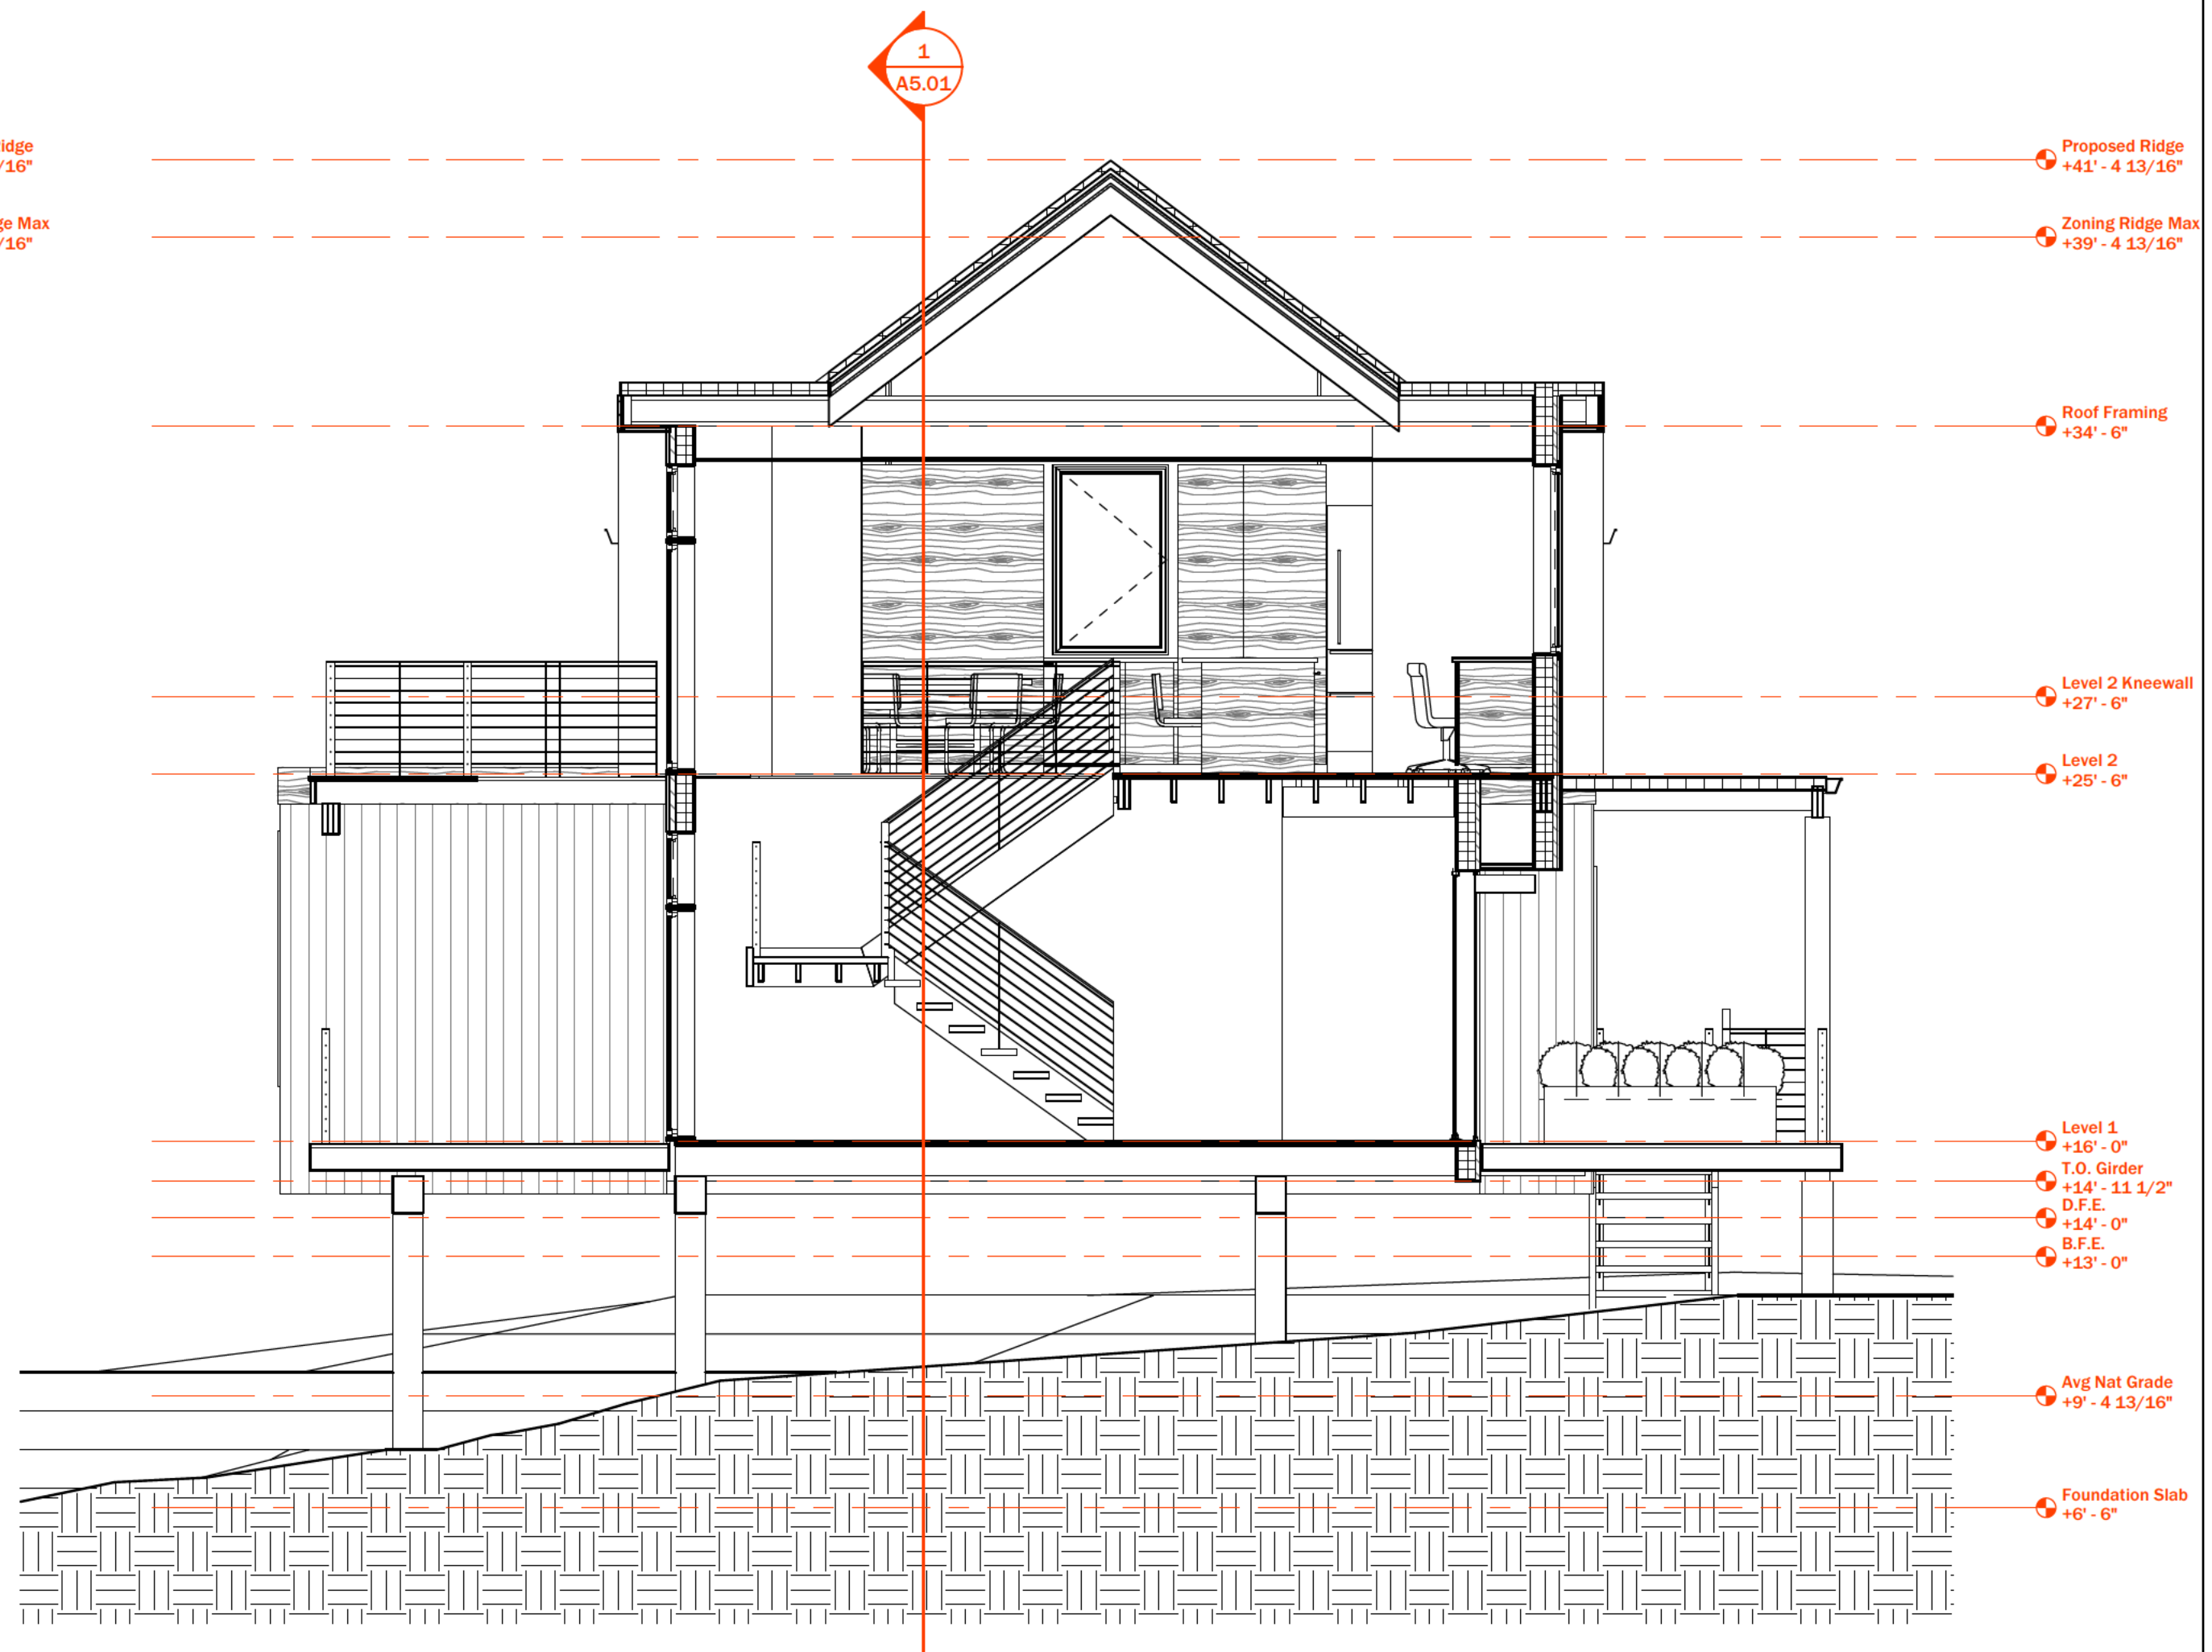 1
A5.01
idge
/16"
Proposed Ridge
+41' - 4 13/16"
ge Max
/16"
Zoning Ridge Max
+39' - 4 13/16"
Roof Framing
+34' - 6"
Level 2 Kneewall
+27' - 6"
Level 2
+25' - 6"
Level 1
+16' - 0"
T.O. Girder
+14' - 11 1/2"
D.F.E.
+14' - 0"
B.F.E.
+13' - 0"
Avg Nat Grade
+9' - 4 13/16"
Foundation Slab
+6' - 6"